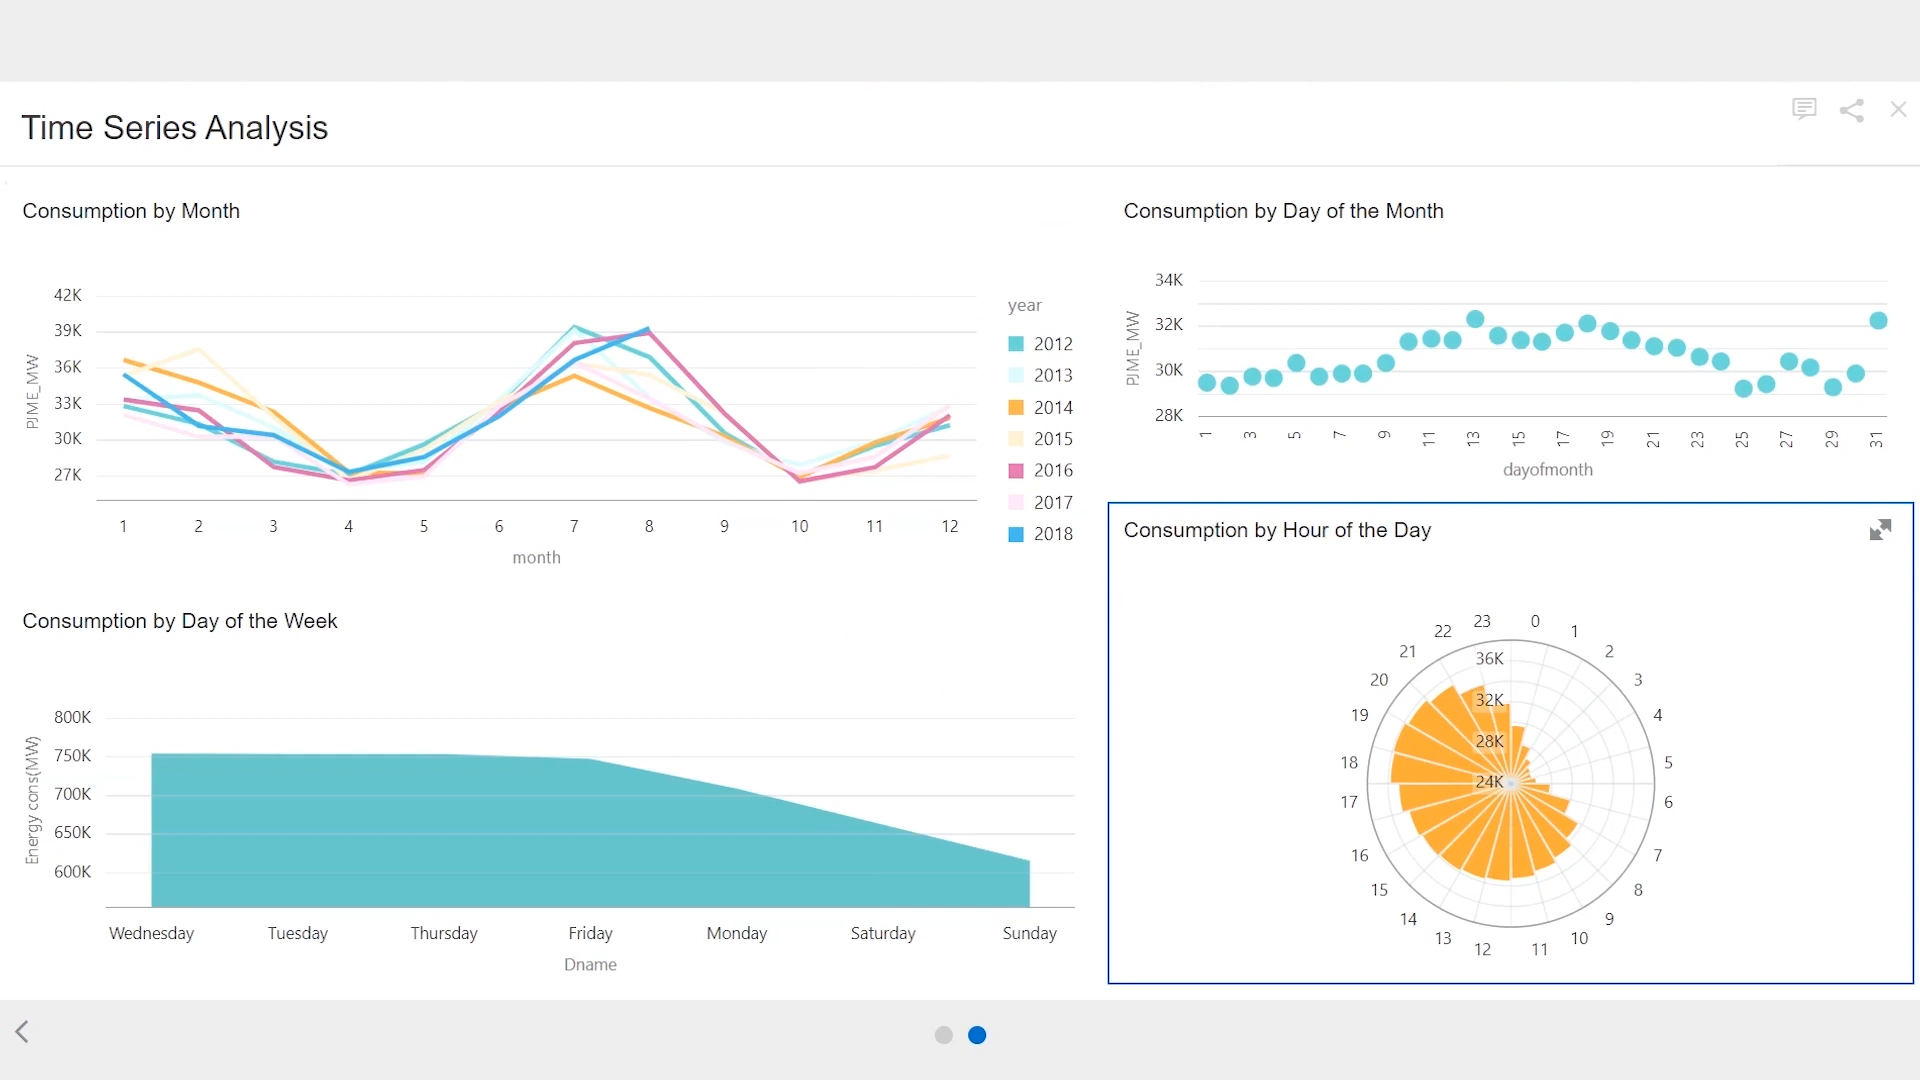 Time Series Analysis
Consumption by Month
PJME_MW
42K
39K
36K
33K
30K
27K
1 2 3 4 5 6 7 8 9 10 11 12
month
year
2012
2013
2014
2015
2016
2017
2018
Consumption by Day of the Month
PJME_MW
34K
32K
30K
28K
1 3 5 7 9 11 13 15 17 19 21 23 25 27 29 31
dayofmonth
Consumption by Day of the Week
Energy cons(MW)
800K
750K
700K
650K
600K
Wednesday Tuesday Thursday Friday Monday Saturday Sunday
Dname
Consumption by Hour of the Day
0
1
2
3
4
5
6
7
8
9
10
11
12
13
14
15
16
17
18
19
20
21
22
23
36K
32K
28K
24K